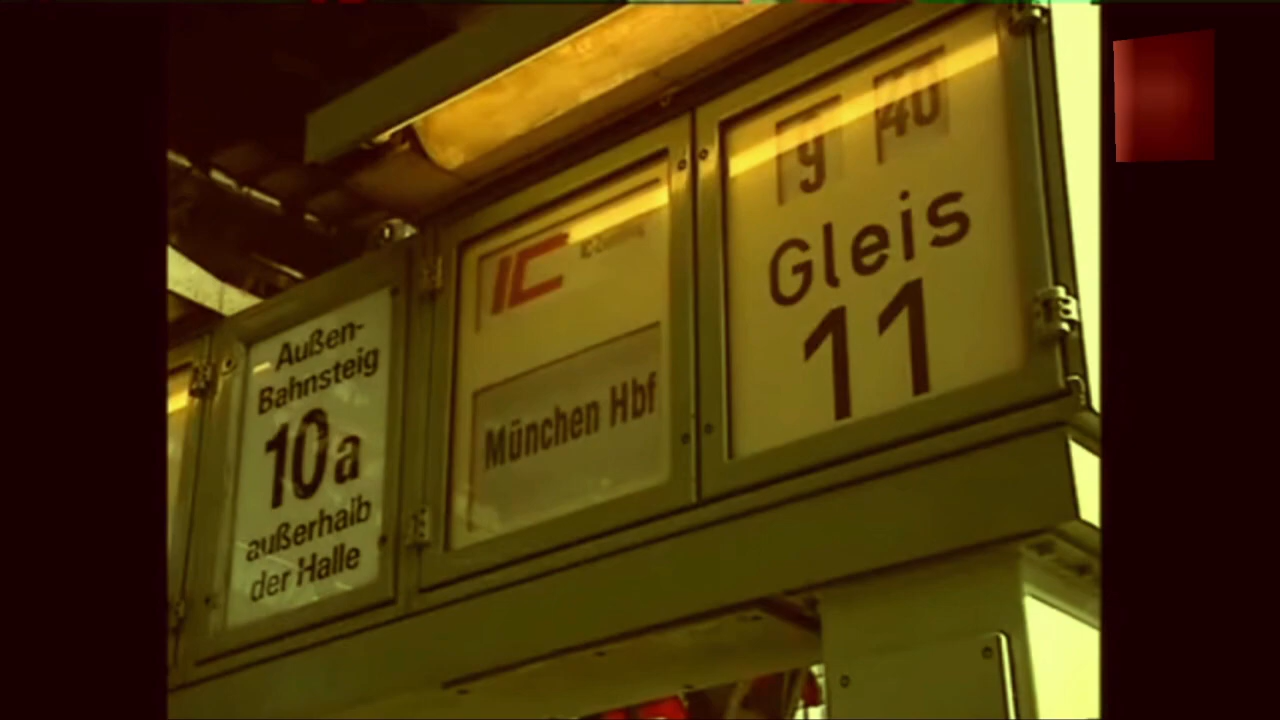 Außen-
Bahnsteig
10a
außerhalb
der Halle
IC
München Hbf
9 40
Gleis
11